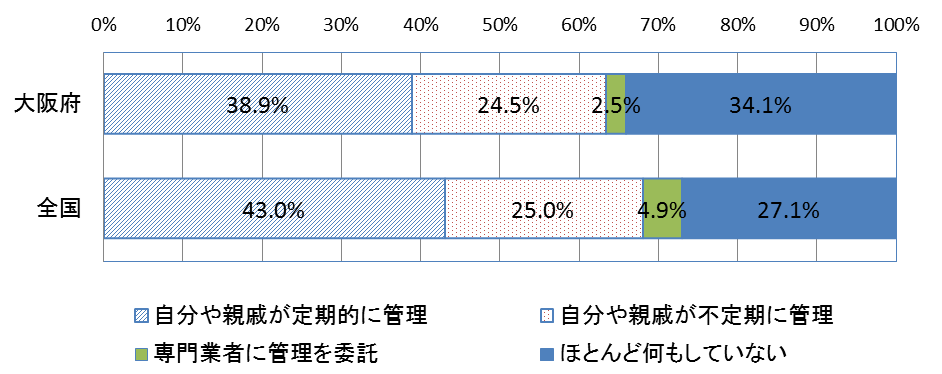 0% 10% 20% 30% 40% 50% 60% 70% 80% 90% 100%
大阪府 38.9% 24.5% 2.5% 34.1%
全国 43.0% 25.0% 4.9% 27.1%
自分や親戚が定期的に管理 自分や親戚が不定期に管理
専門業者に管理を委託 ほとんど何もしていない